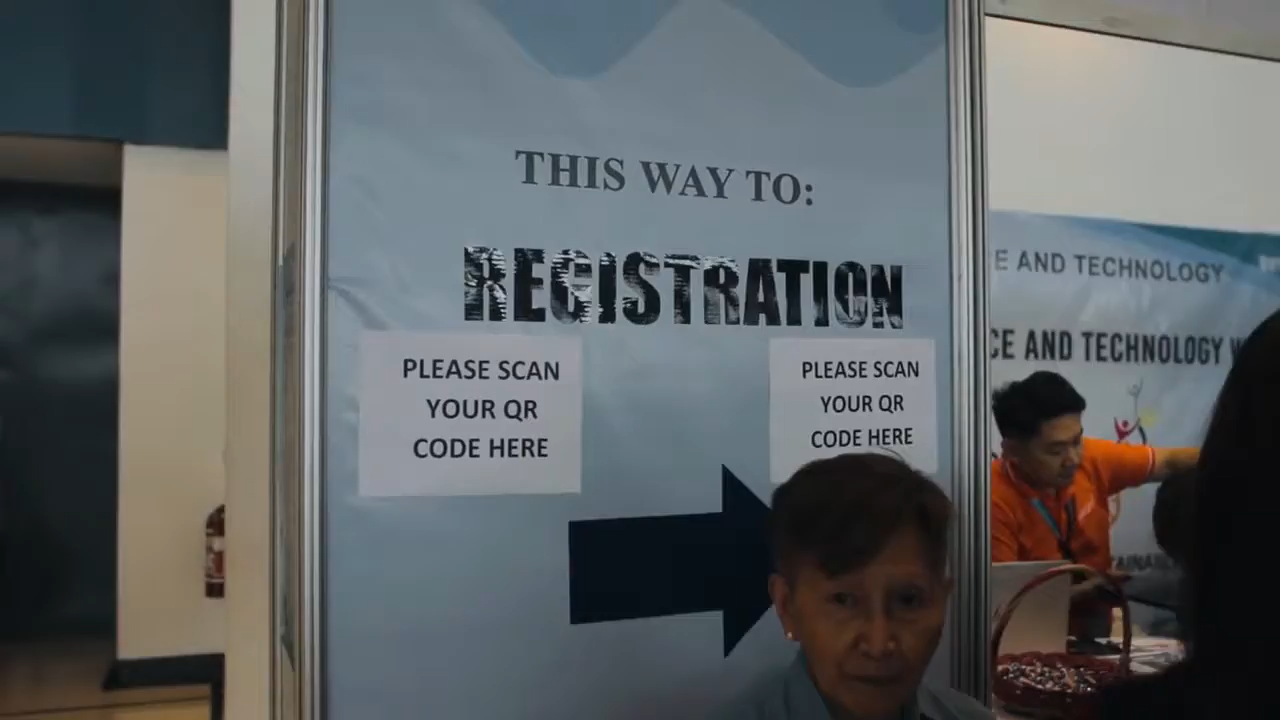 THIS WAY TO:
REGISTRATION
PLEASE SCAN
YOUR QR
CODE HERE
PLEASE SCAN
YOUR QR
CODE HERE
E AND TECHNOLOGY
CE AND TECHNOLOGY W